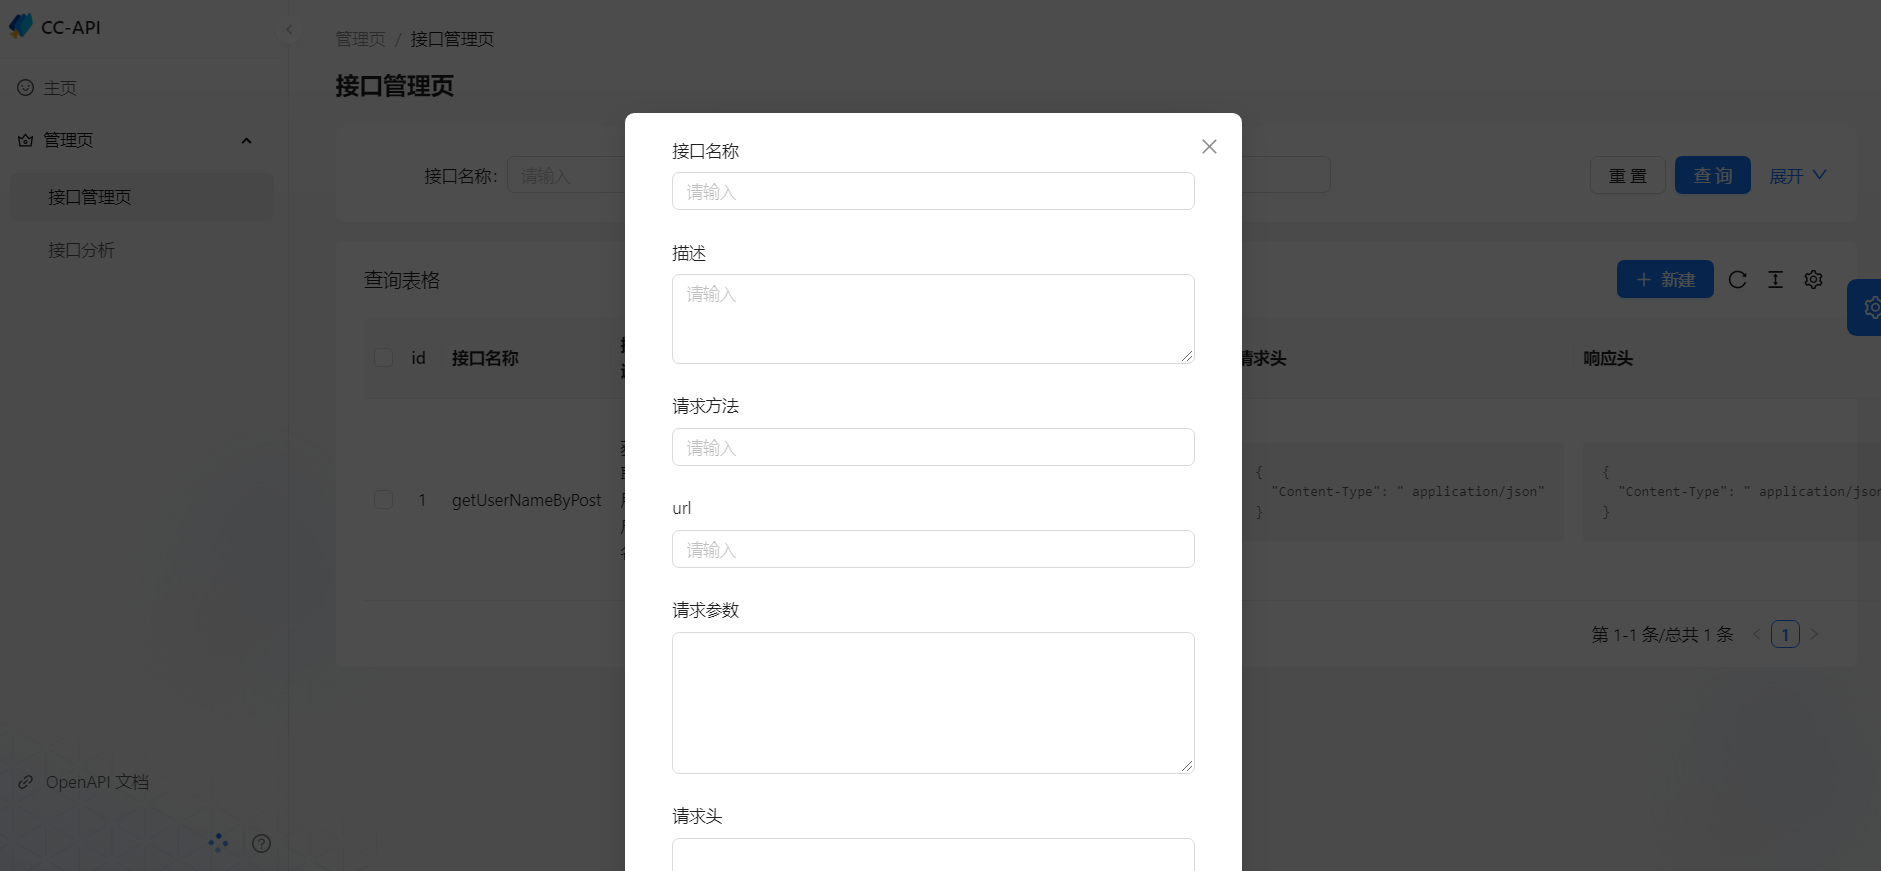 CC-API
主页
管理页
接口管理页
接口分析
OpenAPI 文档
管理页 / 接口管理页
接口管理页
接口名称:
请输入
重 置
查 询
展开
查询表格
新建
id
接口名称
请求头
响应头
1
getUserNameByPost
{
"Content-Type": " application/json"
}
{
"Content-Type": " application/json
}
第 1-1 条/总共 1 条
1
接口名称
请输入
描述
请输入
请求方法
请输入
url
请输入
请求参数
请求头